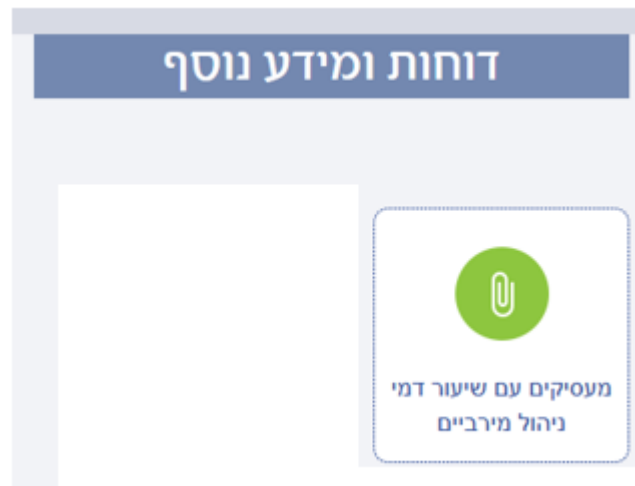 דוחות ומידע נוסף
מעסיקים עם שיעור דמי
ניהול מירביים